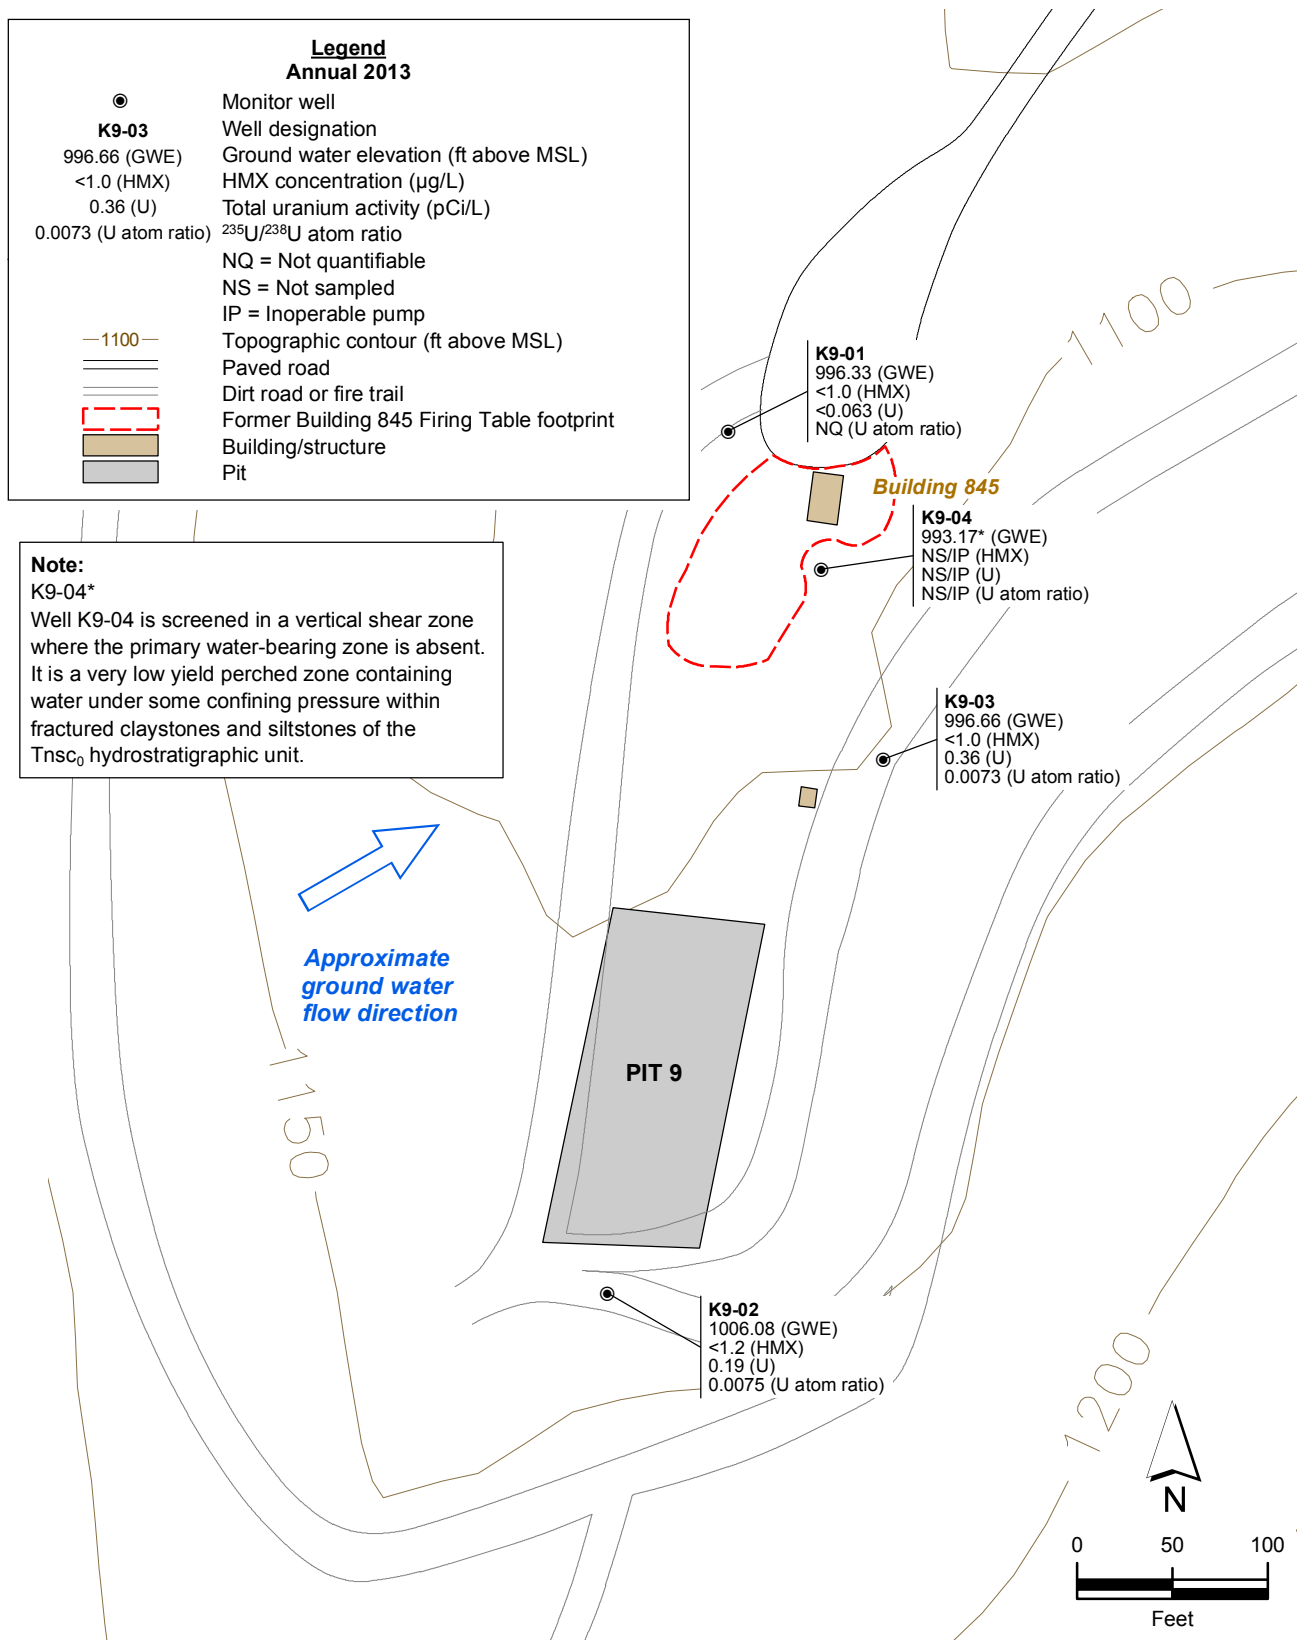 Legend
Annual 2013
Monitor well
K9-03 Well designation
996.66 (GWE) Ground water elevation (ft above MSL)
<1.0 (HMX) HMX concentration (µg/L)
0.36 (U) Total uranium activity (pCi/L)
0.0073 (U atom ratio) ²³⁵U/²³⁸U atom ratio
NQ = Not quantifiable
NS = Not sampled
IP = Inoperable pump
1100 Topographic contour (ft above MSL)
Paved road
Dirt road or fire trail
Former Building 845 Firing Table footprint
Building/structure
Pit
1100
K9-01
996.33 (GWE)
<1.0 (HMX)
<0.063 (U)
NQ (U atom ratio)
Building 845
K9-04
993.17* (GWE)
NS/IP (HMX)
NS/IP (U)
NS/IP (U atom ratio)
Note:
K9-04*
Well K9-04 is screened in a vertical shear zone
where the primary water-bearing zone is absent.
It is a very low yield perched zone containing
water under some confining pressure within
fractured claystones and siltstones of the
Tnsc₀ hydrostratigraphic unit.
K9-03
996.66 (GWE)
<1.0 (HMX)
0.36 (U)
0.0073 (U atom ratio)
Approximate
ground water
flow direction
PIT 9
1150
K9-02
1006.08 (GWE)
<1.2 (HMX)
0.19 (U)
0.0075 (U atom ratio)
1200
N
0 50 100
Feet